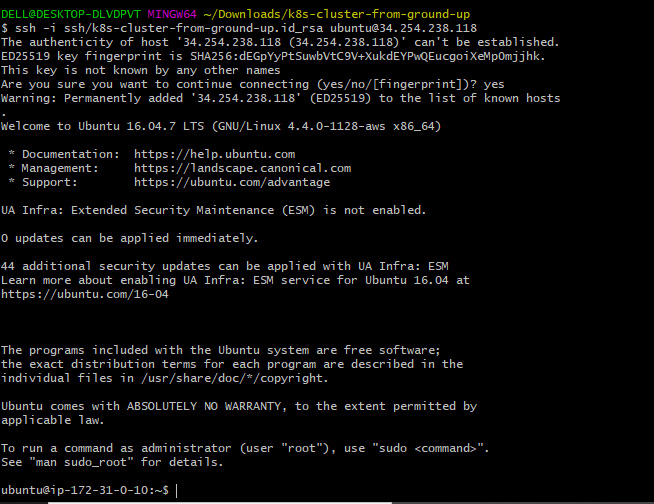 DELL@DESKTOP-DLVDPVT MINGW64 ~/Downloads/k8s-cluster-from-ground-up
$ ssh -i ssh/k8s-cluster-from-ground-up.id_rsa ubuntu@34.254.238.118
The authenticity of host '34.254.238.118 (34.254.238.118)' can't be established.
ED25519 key fingerprint is SHA256:dEGpYyPtSuwbVtC9V+XukdEYPwQEucgoiXeMpOmjjhk.
This key is not known by any other names
Are you sure you want to continue connecting (yes/no/[fingerprint])? yes
Warning: Permanently added '34.254.238.118' (ED25519) to the list of known hosts
.
Welcome to Ubuntu 16.04.7 LTS (GNU/Linux 4.4.0-1128-aws x86_64)

 * Documentation:  https://help.ubuntu.com
 * Management:     https://landscape.canonical.com
 * Support:        https://ubuntu.com/advantage

UA Infra: Extended Security Maintenance (ESM) is not enabled.

0 updates can be applied immediately.

44 additional security updates can be applied with UA Infra: ESM
Learn more about enabling UA Infra: ESM service for Ubuntu 16.04 at
https://ubuntu.com/16-04

The programs included with the Ubuntu system are free software;
the exact distribution terms for each program are described in the
individual files in /usr/share/doc/*/copyright.

Ubuntu comes with ABSOLUTELY NO WARRANTY, to the extent permitted by
applicable law.

To run a command as administrator (user "root"), use "sudo <command>".
See "man sudo_root" for details.

ubuntu@ip-172-31-0-10:~$